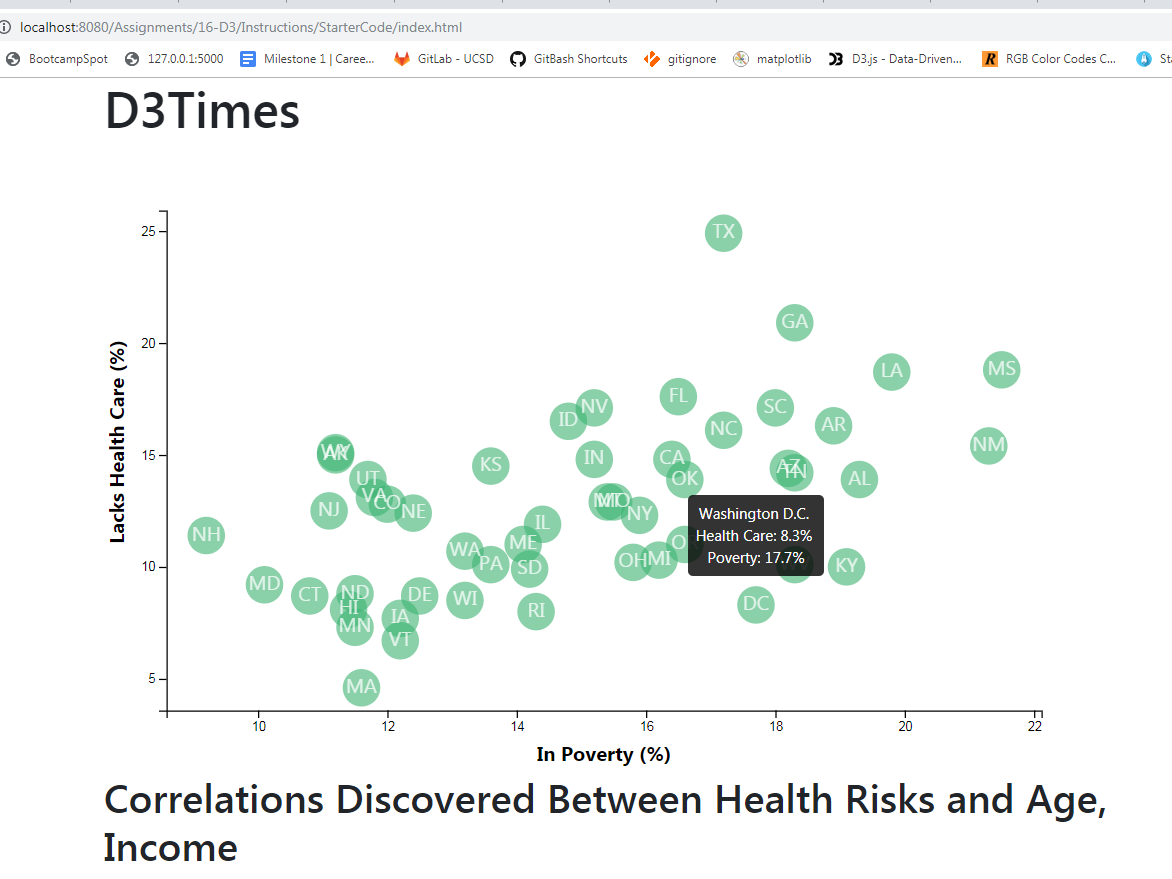 localhost:8080/Assignments/16-D3/Instructions/StarterCode/index.html
BootcampSpot 127.0.0.1:5000 Milestone 1 | Caree... GitLab - UCSD GitBash Shortcuts gitignore matplotlib D3.js - Data-Driven... RGB Color Codes C... Sta
D3Times
25
TX
GA
20
LA
MS
FL
NV
SC
ID
AR
NC
NM
15
KS
IN
CA
AZ
TN
UT
OK
AL
VA
CO
NJ
NE
NY
IL
NH
ME
WA
PA
SD
OH
MI
KY
10
MD
CT
ND
DE
HI
WI
MN
IA
RI
DC
VT
MA
5
Washington D.C.
Health Care: 8.3%
Poverty: 17.7%
Lacks Health Care (%)
10 12 14 16 18 20 22
In Poverty (%)
Correlations Discovered Between Health Risks and Age,
Income